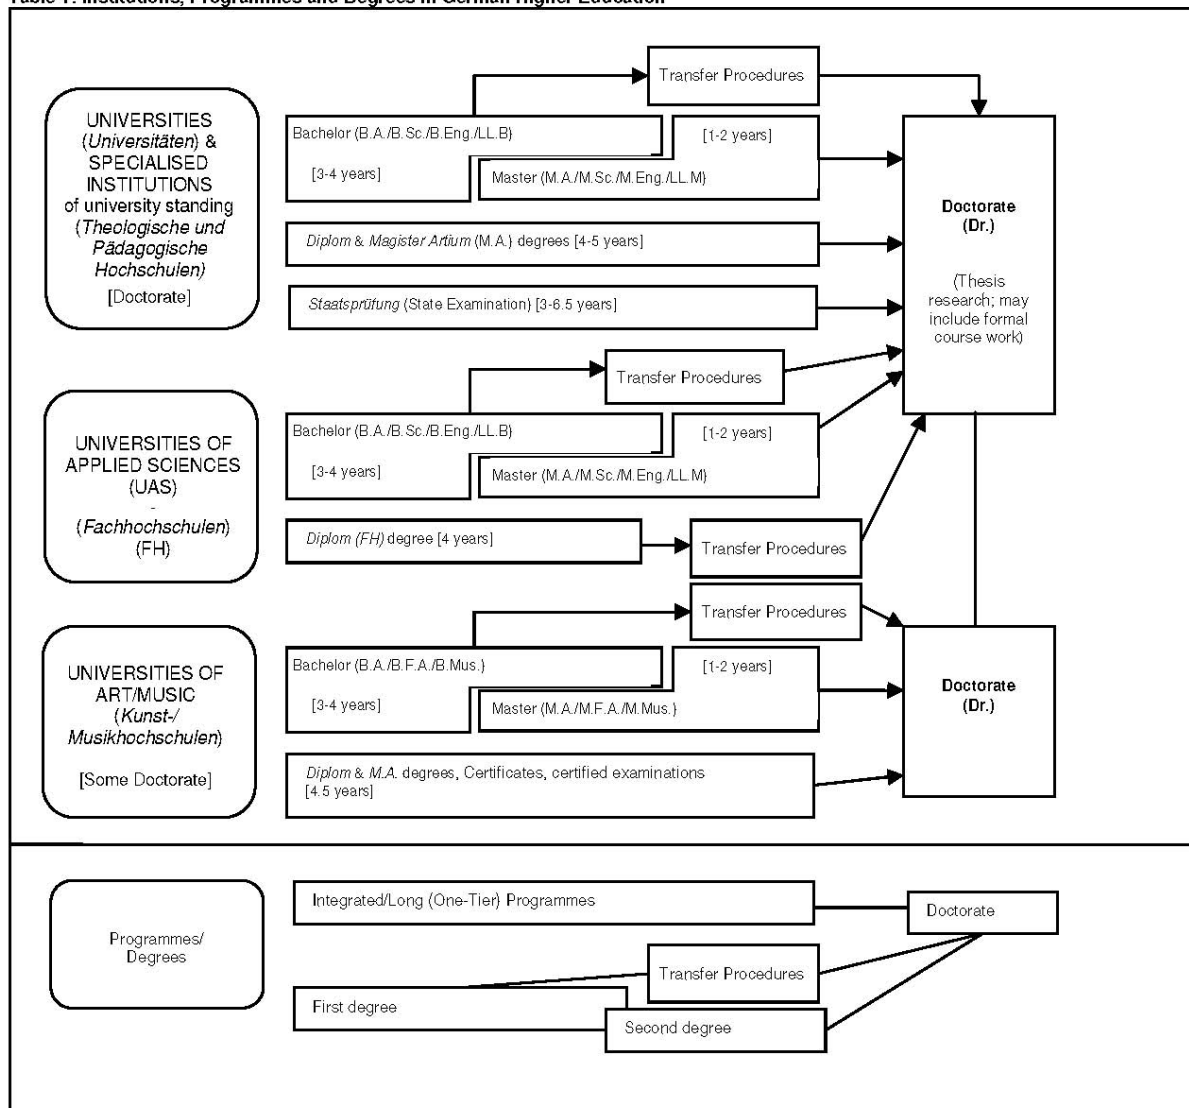 Table 1: Institutions, Programmes and Degrees in German Higher Education
Transfer Procedures
UNIVERSITIES
(Universitäten) &
SPECIALISED
INSTITUTIONS
of university standing
(Theologische und
Pädagogische
Hochschulen)
[Doctorate]
Bachelor (B.A./B.Sc./B.Eng./LL.B)
[3-4 years]
[1-2 years]
Master (M.A./M.Sc./M.Eng./LL.M)
Diplom & Magister Artium (M.A.) degrees [4-5 years]
Staatsprüfung (State Examination) [3-6.5 years]
Doctorate
(Dr.)
(Thesis
research; may
include formal
course work)
Transfer Procedures
UNIVERSITIES OF
APPLIED SCIENCES
(UAS)
-
(Fachhochschulen)
(FH)
Bachelor (B.A./B.Sc./B.Eng./LL.B)
[3-4 years]
[1-2 years]
Master (M.A./M.Sc./M.Eng./LL.M)
Diplom (FH) degree [4 years]
Transfer Procedures
Transfer Procedures
UNIVERSITIES OF
ART/MUSIC
(Kunst-/
Musikhochschulen)
[Some Doctorate]
Bachelor (B.A./B.F.A./B.Mus.)
[3-4 years]
[1-2 years]
Master (M.A./M.F.A./M.Mus.)
Diplom & M.A. degrees, Certificates, certified examinations
[4.5 years]
Doctorate
(Dr.)
Programmes/
Degrees
Integrated/Long (One-Tier) Programmes
Doctorate
Transfer Procedures
First degree
Second degree